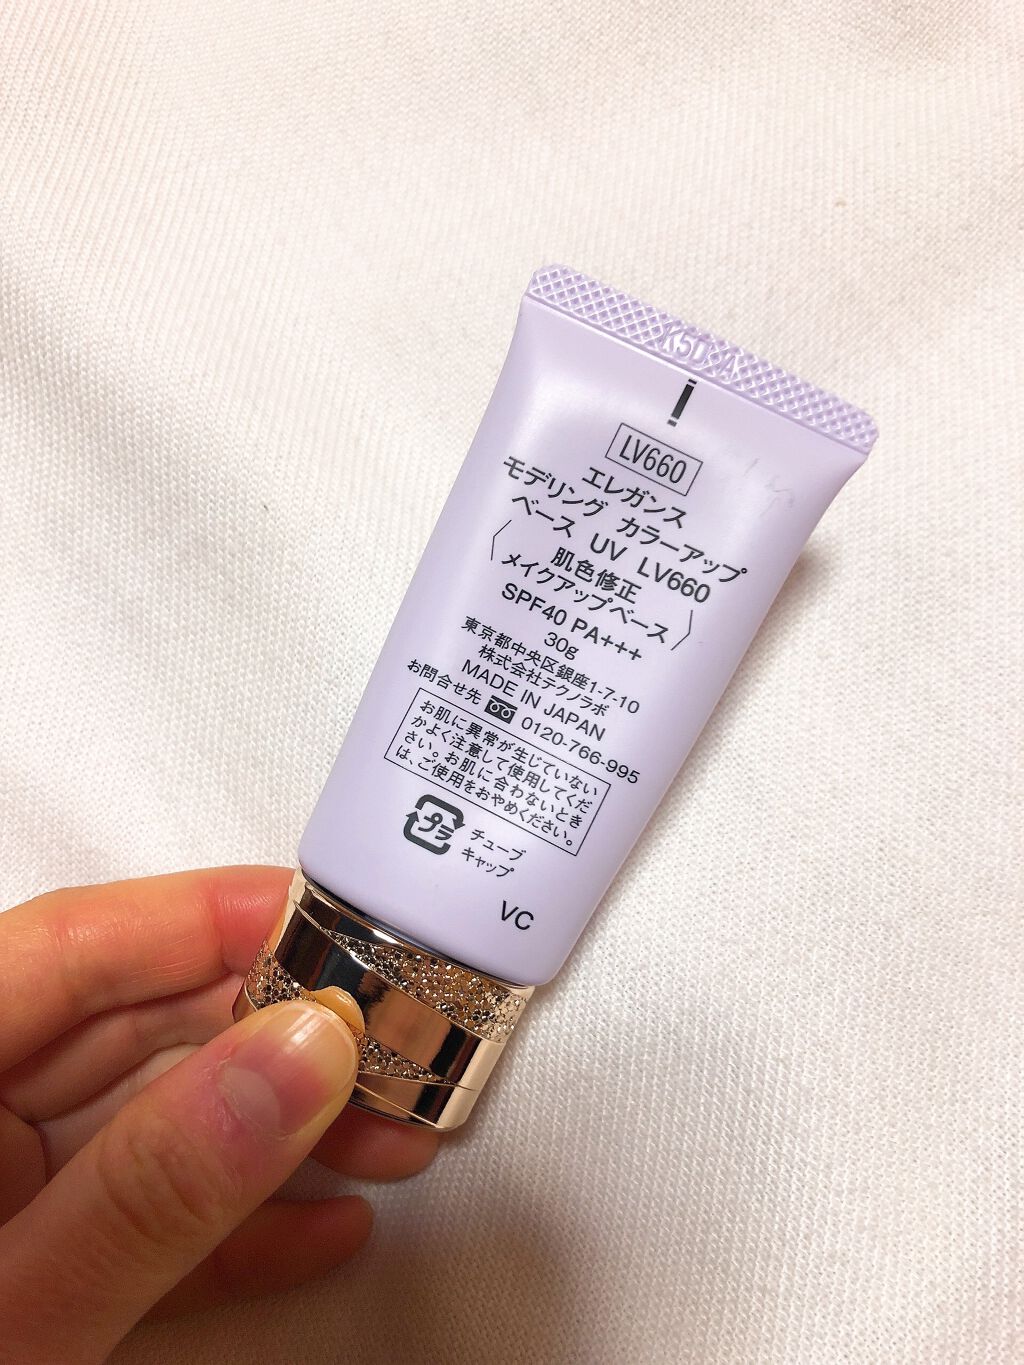 LV660
エレガンス
モデリング カラーアップ
ベース UV LV660
〈 肌色修正
メイクアップベース 〉
SPF40 PA+++
30g
東京都中央区銀座1-7-10
株式会社テクノラボ
MADE IN JAPAN
お問合せ先 0120-766-995
お肌に異常が生じていない
かよく注意して使用してくだ
さい。お肌に合わないとき
は、ご使用をおやめください。
プラ
チューブ
キャップ
VC